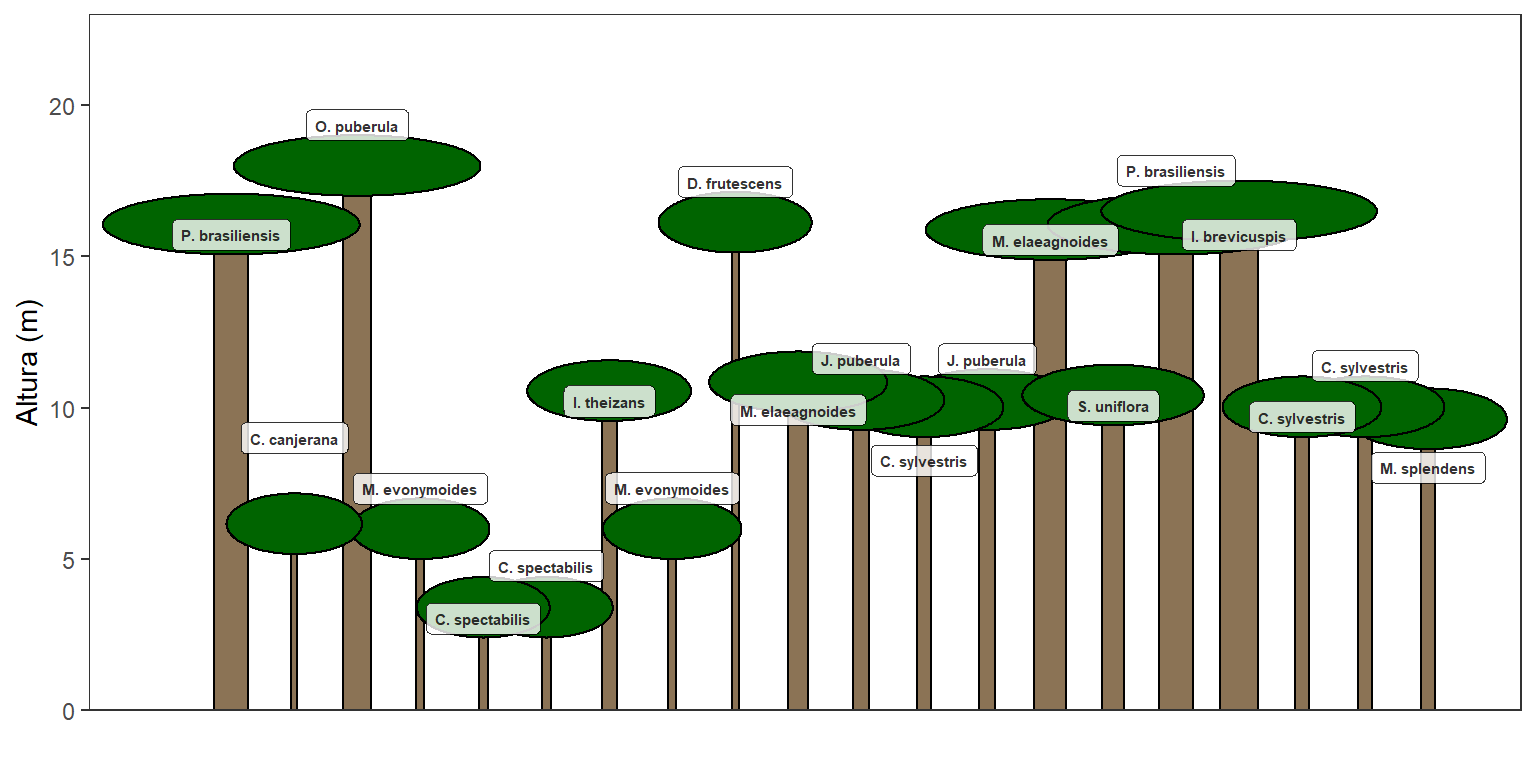 O. puberula
20
P. brasiliensis
D. frutescens
P. brasiliensis
I. brevicuspis
M. elaeagnoides
15
Altura (m)
J. puberula
J. puberula
C. sylvestris
I. theizans
M. elaeagnoides
S. uniflora
10
C. sylvestris
C. canjerana
C. sylvestris
M. splendens
M. evonymoides
M. evonymoides
C. spectabilis
5
C. spectabilis
0